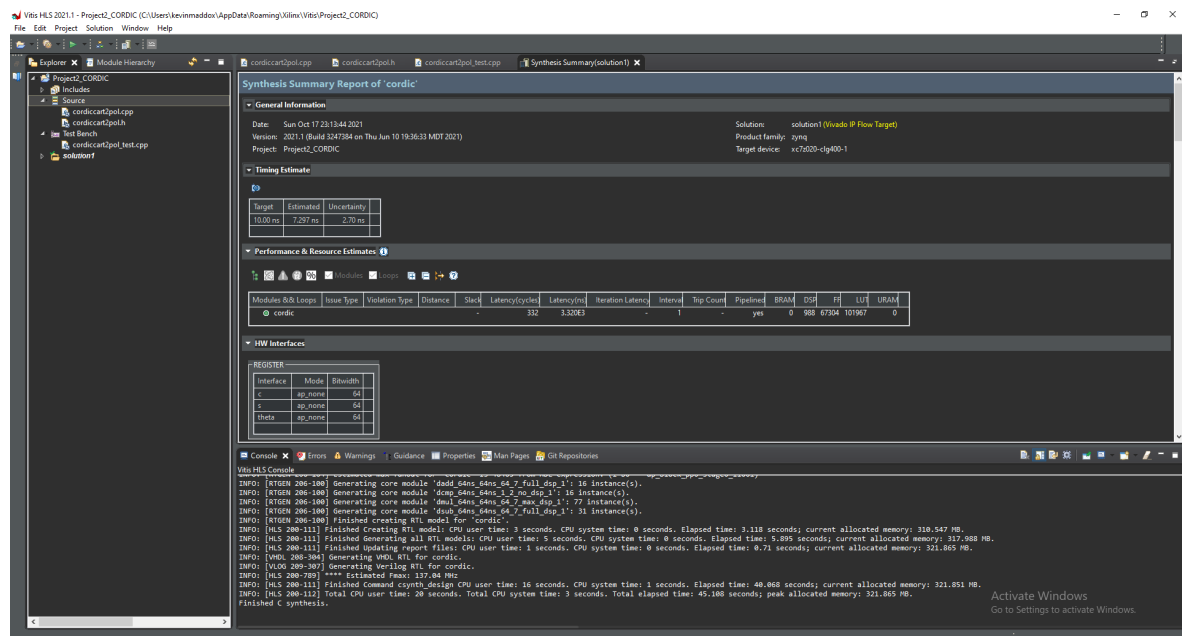 Vitis HLS 2021.1 - Project2_CORDIC (C:\Users\kevinmaddox\AppData\Roaming\Xilinx\Vitis\Project2_CORDIC)
File Edit Project Solution Window Help
Explorer Module Hierarchy
Project2_CORDIC
Includes
Source
cordiccart2pol.cpp
cordiccart2pol.h
Test Bench
cordiccart2pol_test.cpp
solution1
cordiccart2pol.cpp cordiccart2pol.h cordiccart2pol_test.cpp Synthesis Summary(solution1)
Synthesis Summary Report of 'cordic'
General Information
Date: Sun Oct 17 23:13:44 2021 Solution: solution1 (Vivado IP Flow Target)
Version: 2021.1 (Build 3247384 on Thu Jun 10 19:36:33 MDT 2021) Product family: zynq
Project: Project2_CORDIC Target device: xc7z020-clg400-1
Timing Estimate
Target Estimated Uncertainty
10.00 ns 7.297 ns 2.70 ns
Performance & Resource Estimates
Modules Loops
Modules && Loops Issue Type Violation Type Distance Slack Latency(cycles) Latency(ns) Iteration Latency Interval Trip Count Pipelined BRAM DSP FF LUT URAM
cordic - 332 3.320E3 - 1 - yes 0 988 67304 101967 0
HW Interfaces
REGISTER
Interface Mode Bitwidth
c ap_none 64
s ap_none 64
theta ap_none 64
Console Errors Warnings Guidance Properties Man Pages Git Repositories
Vitis HLS Console
INFO: [RTGEN 206-100] Generating core module 'dadd_64ns_64ns_64_7_full_dsp_1': 16 instance(s).
INFO: [RTGEN 206-100] Generating core module 'dcmp_64ns_64ns_1_2_no_dsp_1': 16 instance(s).
INFO: [RTGEN 206-100] Generating core module 'dmul_64ns_64ns_64_7_max_dsp_1': 77 instance(s).
INFO: [RTGEN 206-100] Generating core module 'dsub_64ns_64ns_64_7_full_dsp_1': 31 instance(s).
INFO: [RTGEN 206-100] Finished creating RTL model for 'cordic'.
INFO: [HLS 200-111] Finished Creating RTL model: CPU user time: 3 seconds. CPU system time: 0 seconds. Elapsed time: 3.118 seconds; current allocated memory: 310.547 MB.
INFO: [HLS 200-111] Finished Generating all RTL models: CPU user time: 5 seconds. CPU system time: 0 seconds. Elapsed time: 5.895 seconds; current allocated memory: 317.988 MB.
INFO: [HLS 200-111] Finished Updating report files: CPU user time: 1 seconds. CPU system time: 0 seconds. Elapsed time: 0.71 seconds; current allocated memory: 321.865 MB.
INFO: [VHDL 208-304] Generating VHDL RTL for cordic.
INFO: [VLOG 209-307] Generating Verilog RTL for cordic.
INFO: [HLS 200-789] **** Estimated Fmax: 137.04 MHz
INFO: [HLS 200-111] Finished Command csynth_design CPU user time: 16 seconds. CPU system time: 1 seconds. Elapsed time: 40.068 seconds; current allocated memory: 321.851 MB.
INFO: [HLS 200-112] Total CPU user time: 20 seconds. Total CPU system time: 3 seconds. Total elapsed time: 45.108 seconds; peak allocated memory: 321.865 MB.
Finished C synthesis.
Activate Windows
Go to Settings to activate Windows.